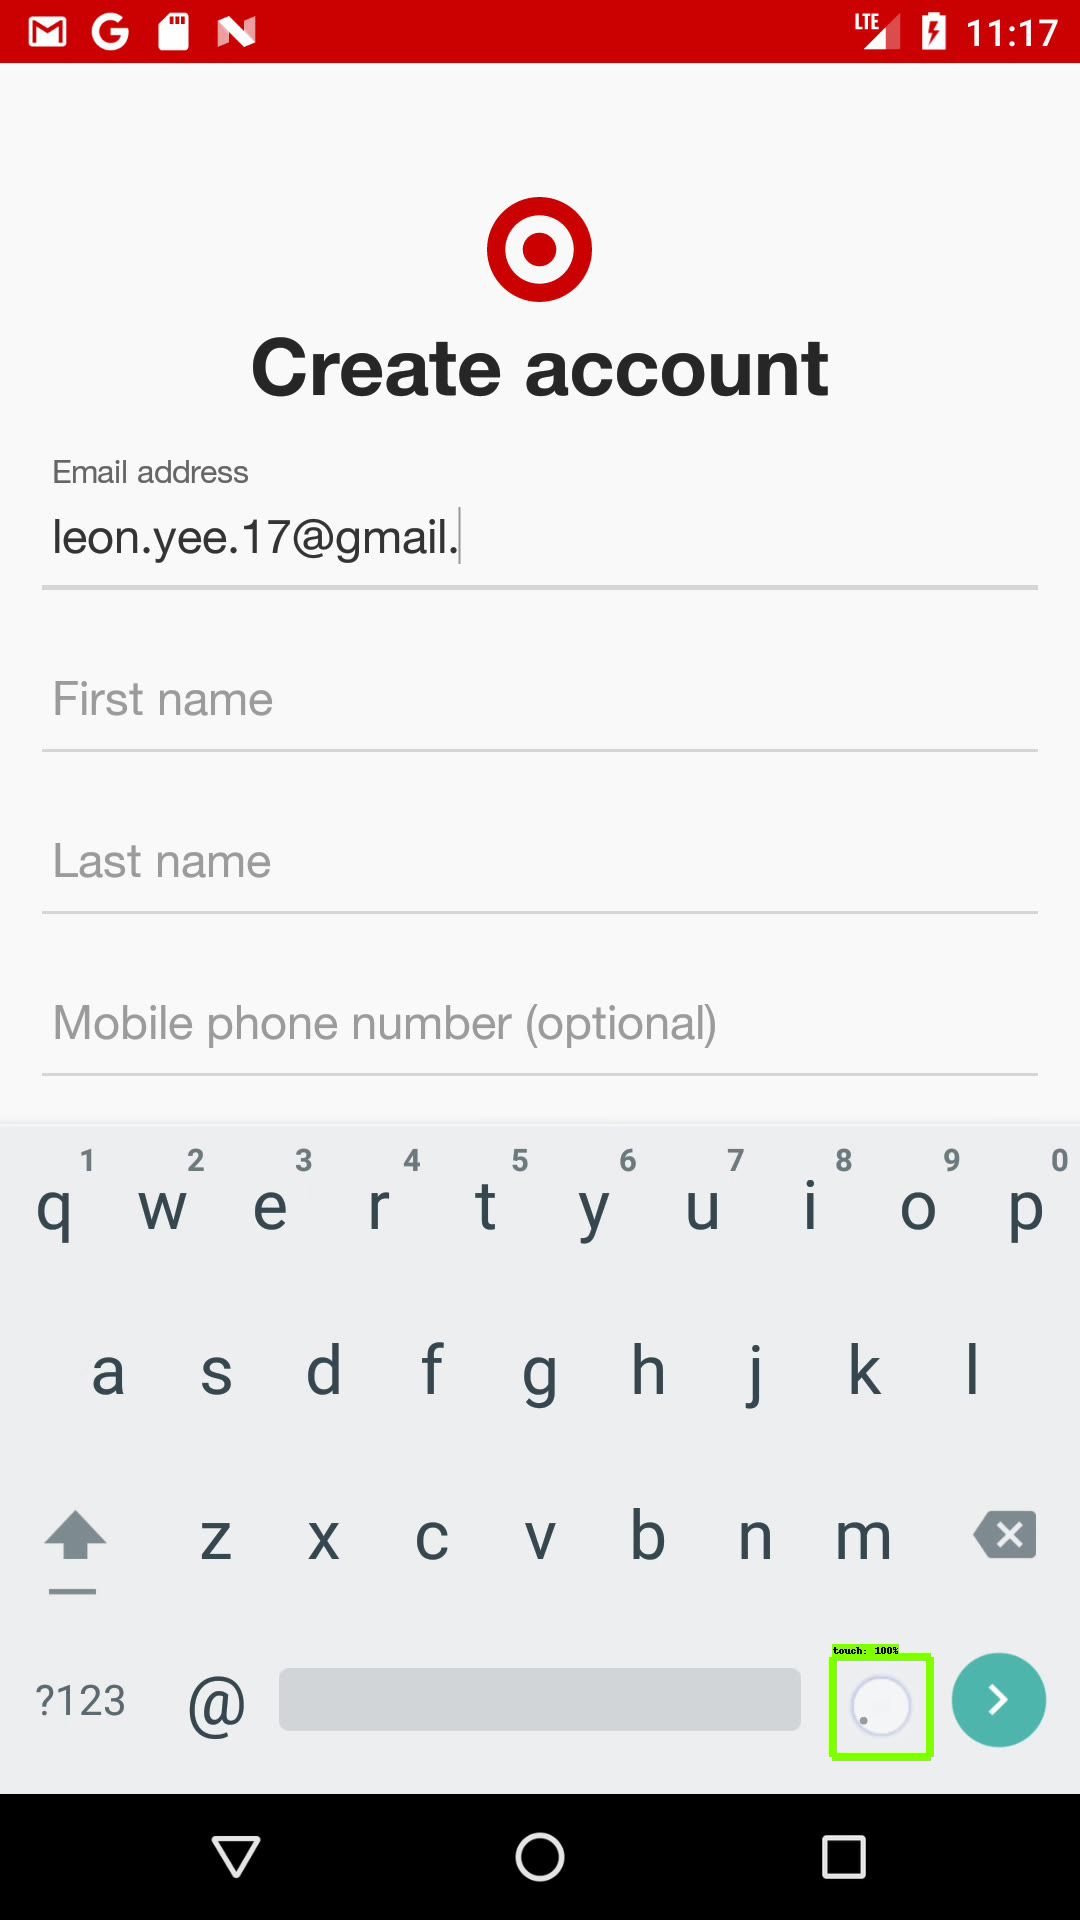 LTE 11:17
Create account
Email address
leon.yee.17@gmail.
First name
Last name
Mobile phone number (optional)
1 2 3 4 5 6 7 8 9 0
q w e r t y u i o p
a s d f g h j k l
z x c v b n m
touch: 100%
?123 @ .